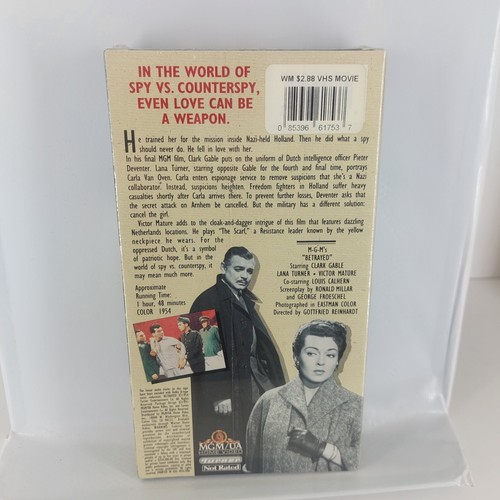 IN THE WORLD OF
SPY VS. COUNTERSPY,
EVEN LOVE CAN BE
A WEAPON.
WM $2.88 VHS MOVIE
0 85396 61753 7
He trained her for the mission inside Nazi-held Holland. Then he did what a spy
should never do. He fell in love with her.
In his final MGM film, Clark Gable puts on the uniform of Dutch intelligence officer Pieter
Deventer. Lana Turner, starring opposite Gable for the fourth and final time, portrays
Carla Van Oven. Carla enters espionage service to remove suspicions that she's a Nazi
collaborator. Instead, suspicions heighten. Freedom fighters in Holland suffer heavy
casualties shortly after Carla arrives there. To prevent further losses, Deventer asks
that the secret attack on Arnhem be cancelled. But the military has a different solution:
cancel the girl.
Victor Mature adds to the cloak-and-dagger intrigue of this film that features dazzling
Netherlands locations. He plays "The Scarf," a Resistance leader known by the yellow
neckpiece he wears. For the
oppressed Dutch, it's a symbol
of patriotic hope. But in the
world of spy vs. counterspy, it
may mean much more.
Approximate
Running Time:
1 hour, 48 minutes
COLOR 1954
M-G-M's
"BETRAYED"
Starring CLARK GABLE
LANA TURNER • VICTOR MATURE
Co-starring LOUIS CALHERN
Screenplay by RONALD MILLAR
and GEORGE FROESCHEL
Photographed in EASTMAN COLOR
Directed by GOTTFRIED REINHARDT
MGM/UA
HOME VIDEO
Not Rated